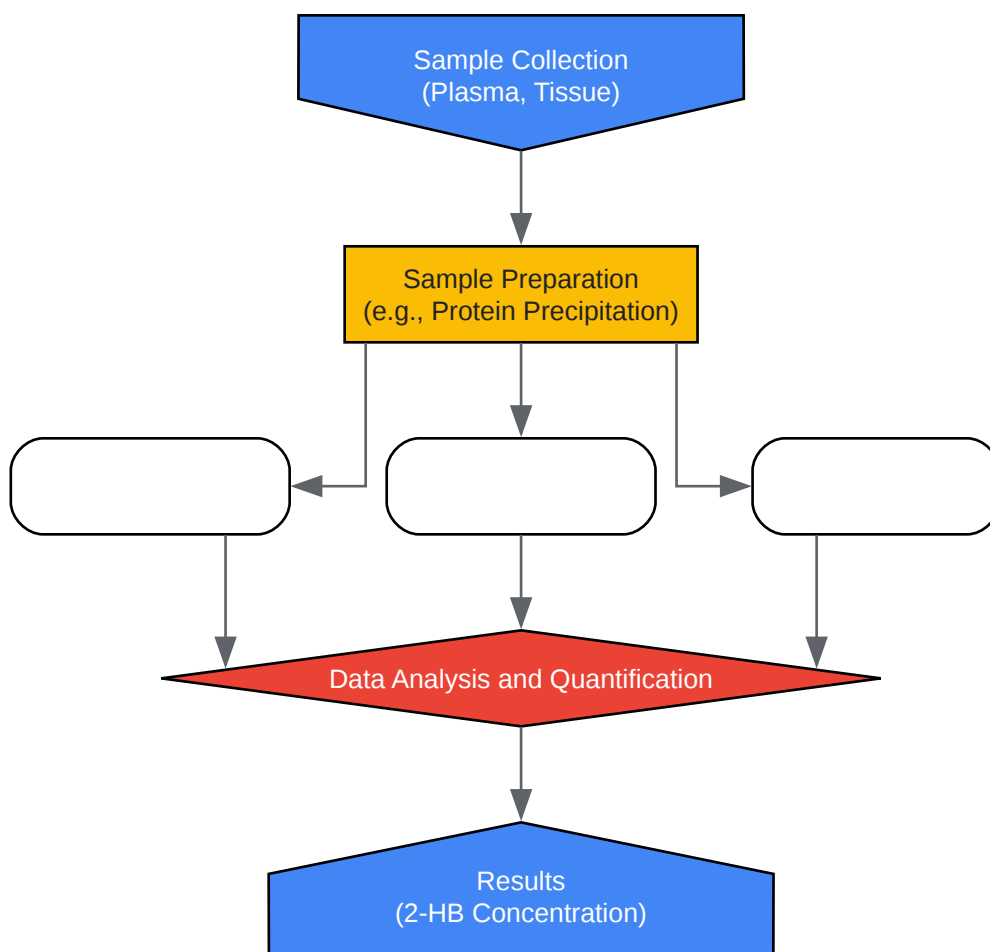 Sample Collection
(Plasma, Tissue)
Sample Preparation
(e.g., Protein Precipitation)
Data Analysis and Quantification
Results
(2-HB Concentration)